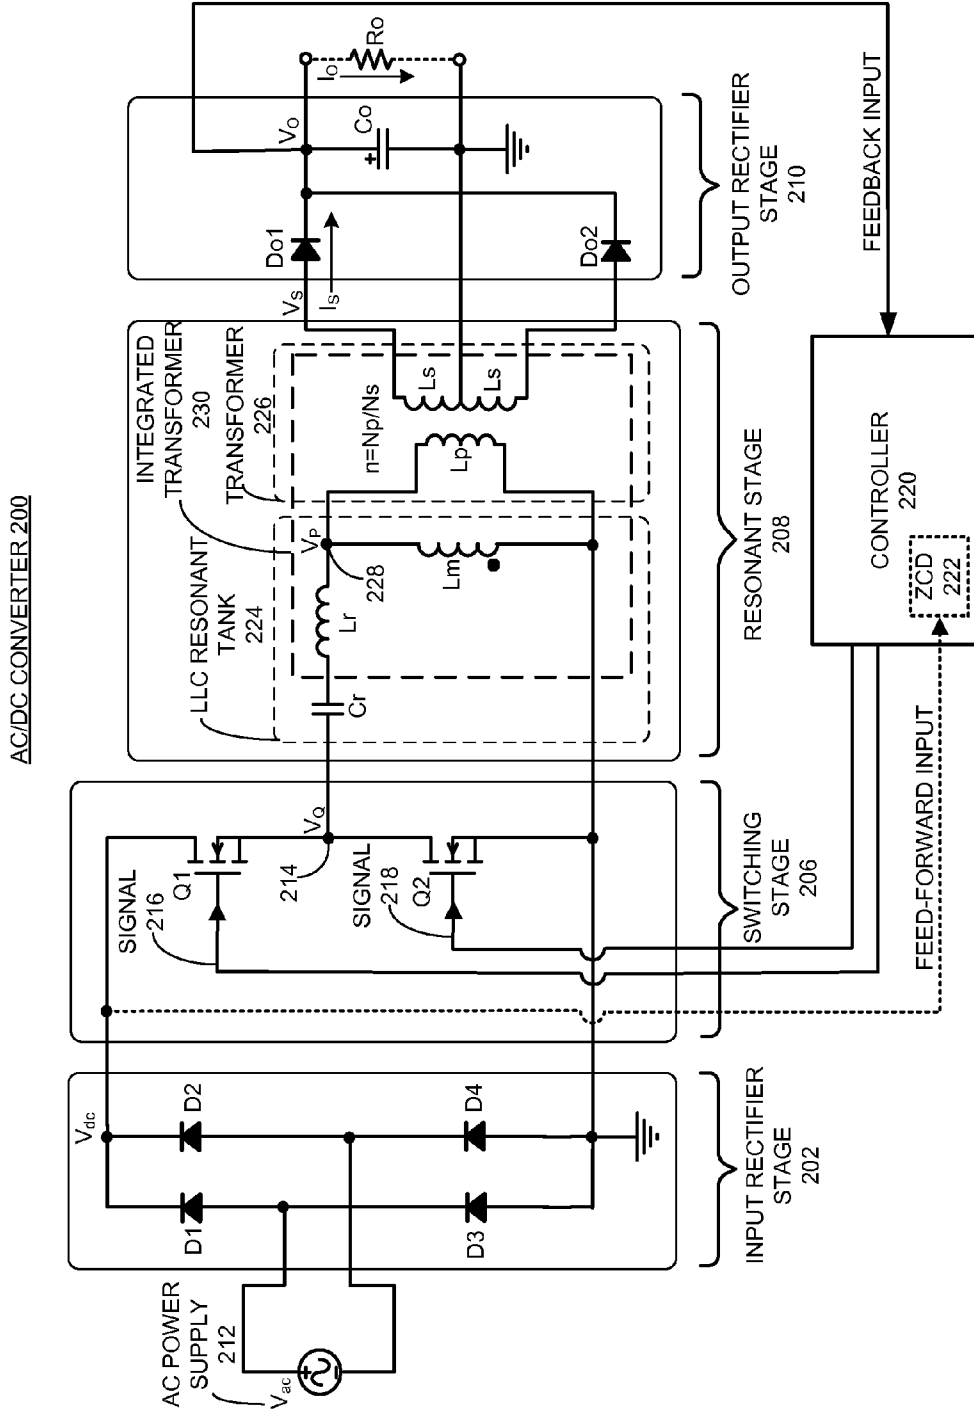 AC/DC CONVERTER 200
AC POWER
SUPPLY
212
Vac
D1
D2
D3
D4
Vdc
INPUT RECTIFIER
STAGE
202
SIGNAL
216
Q1
214
VQ
SIGNAL
218
Q2
SWITCHING
STAGE
206
LLC RESONANT
TANK
224
Cr
Lr
VP
228
Lm
INTEGRATED
TRANSFORMER
230
TRANSFORMER
226
n=Np/Ns
Lp
Ls
Ls
RESONANT STAGE
208
VS
IS
Do1
Do2
VO
Co
IO
Ro
OUTPUT RECTIFIER
STAGE
210
FEEDBACK INPUT
FEED-FORWARD INPUT
CONTROLLER
220
ZCD
222